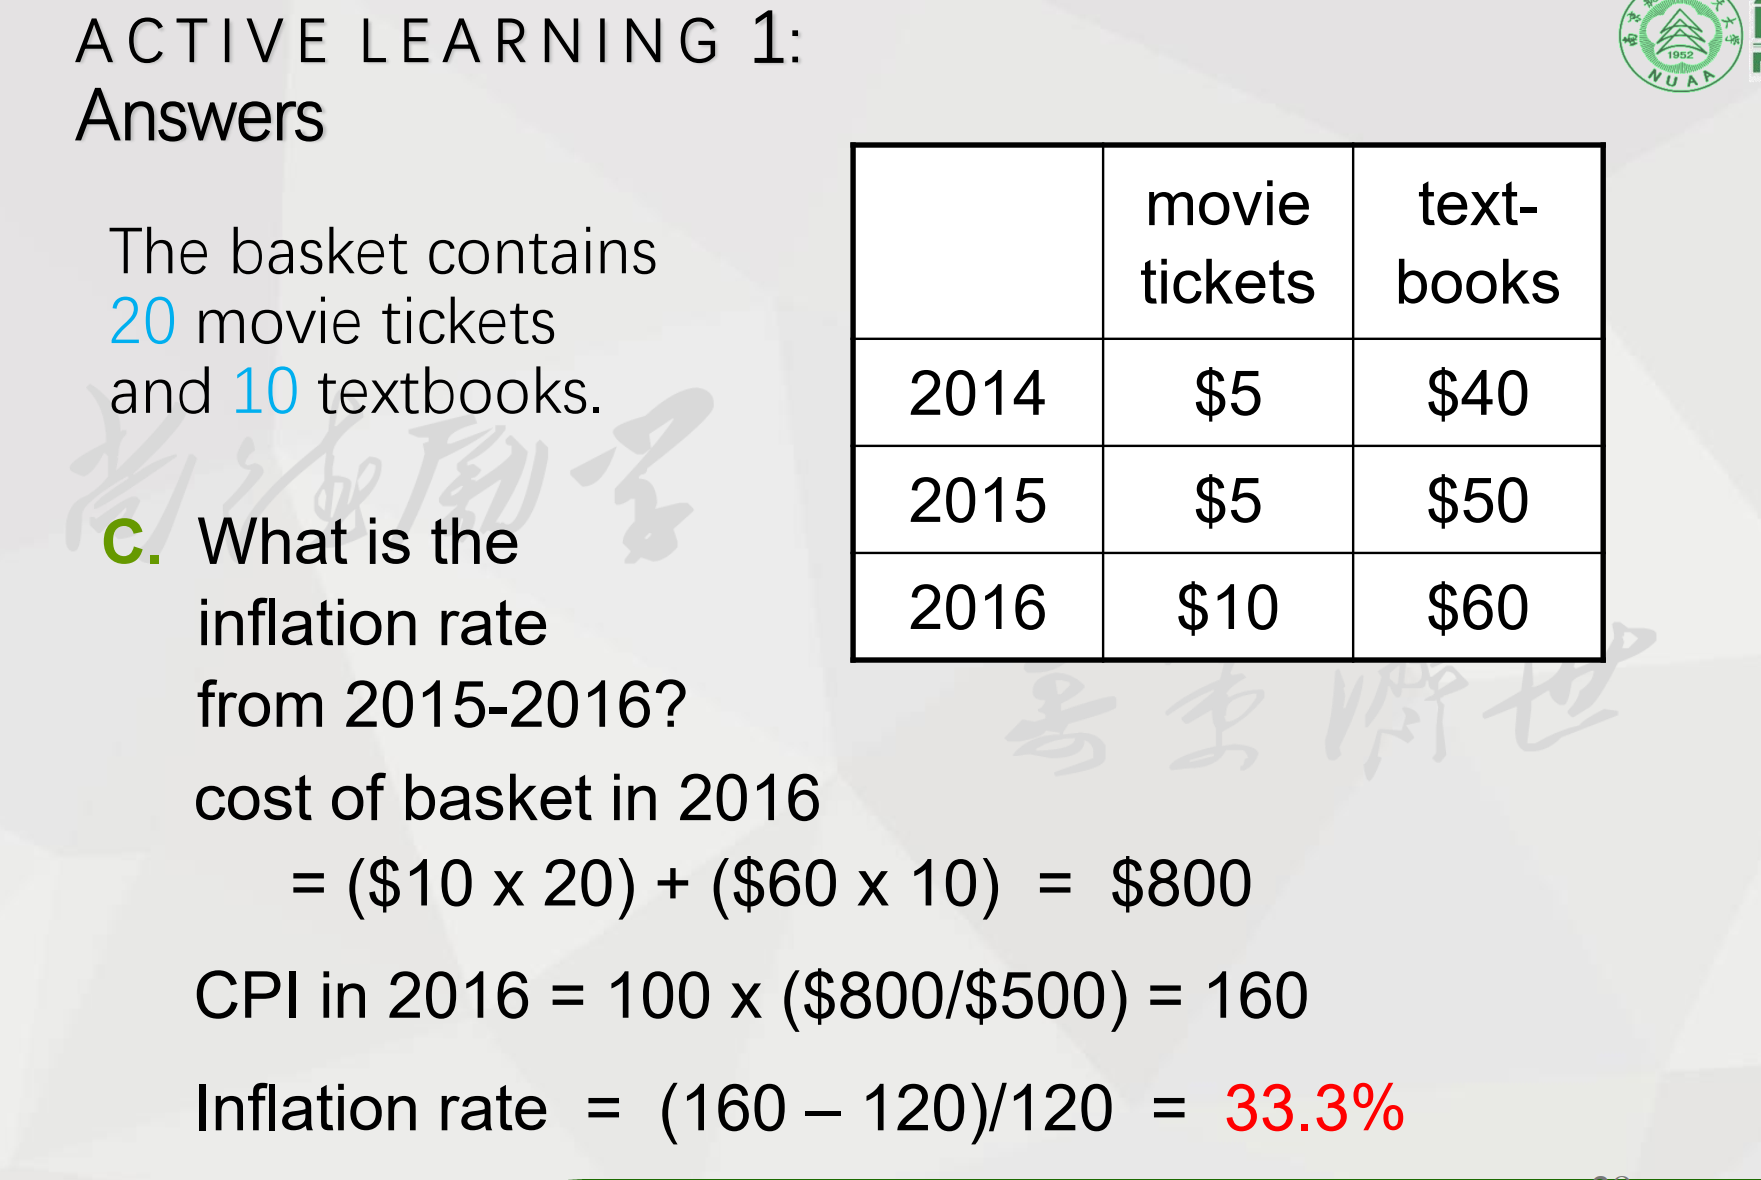 ACTIVE LEARNING 1:
Answers
1952
NUAA
The basket contains
20 movie tickets
and 10 textbooks.
movie tickets text-books
2014 $5 $40
2015 $5 $50
2016 $10 $60
C. What is the
inflation rate
from 2015-2016?
cost of basket in 2016
= ($10 x 20) + ($60 x 10) = $800
CPI in 2016 = 100 x ($800/$500) = 160
Inflation rate = (160 – 120)/120 = 33.3%